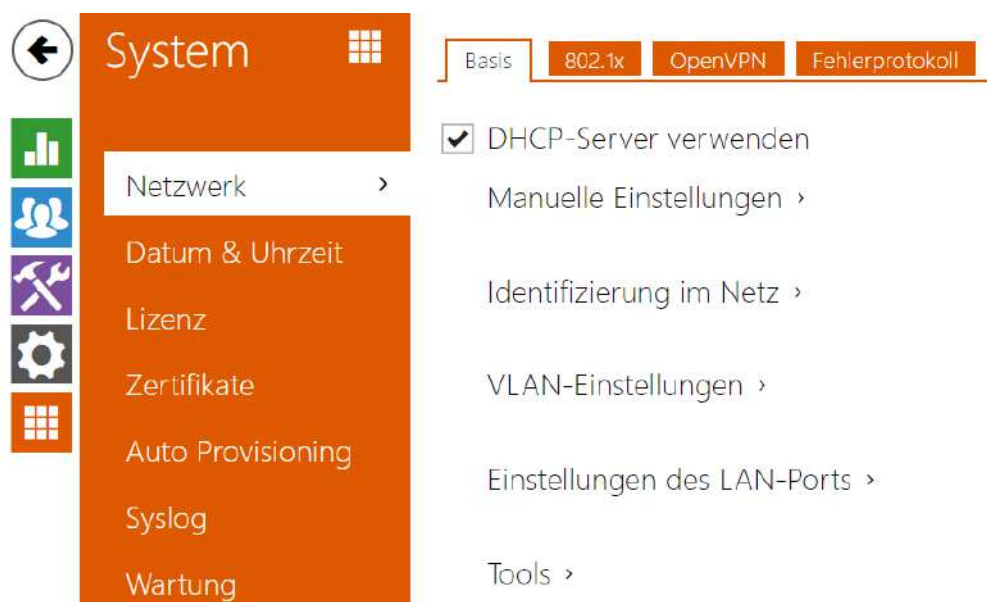 System
Netzwerk
Datum & Uhrzeit
Lizenz
Zertifikate
Auto Provisioning
Syslog
Wartung
Basis 802.1x OpenVPN Fehlerprotokoll
DHCP-Server verwenden
Manuelle Einstellungen ›
Identifizierung im Netz ›
VLAN-Einstellungen ›
Einstellungen des LAN-Ports ›
Tools ›